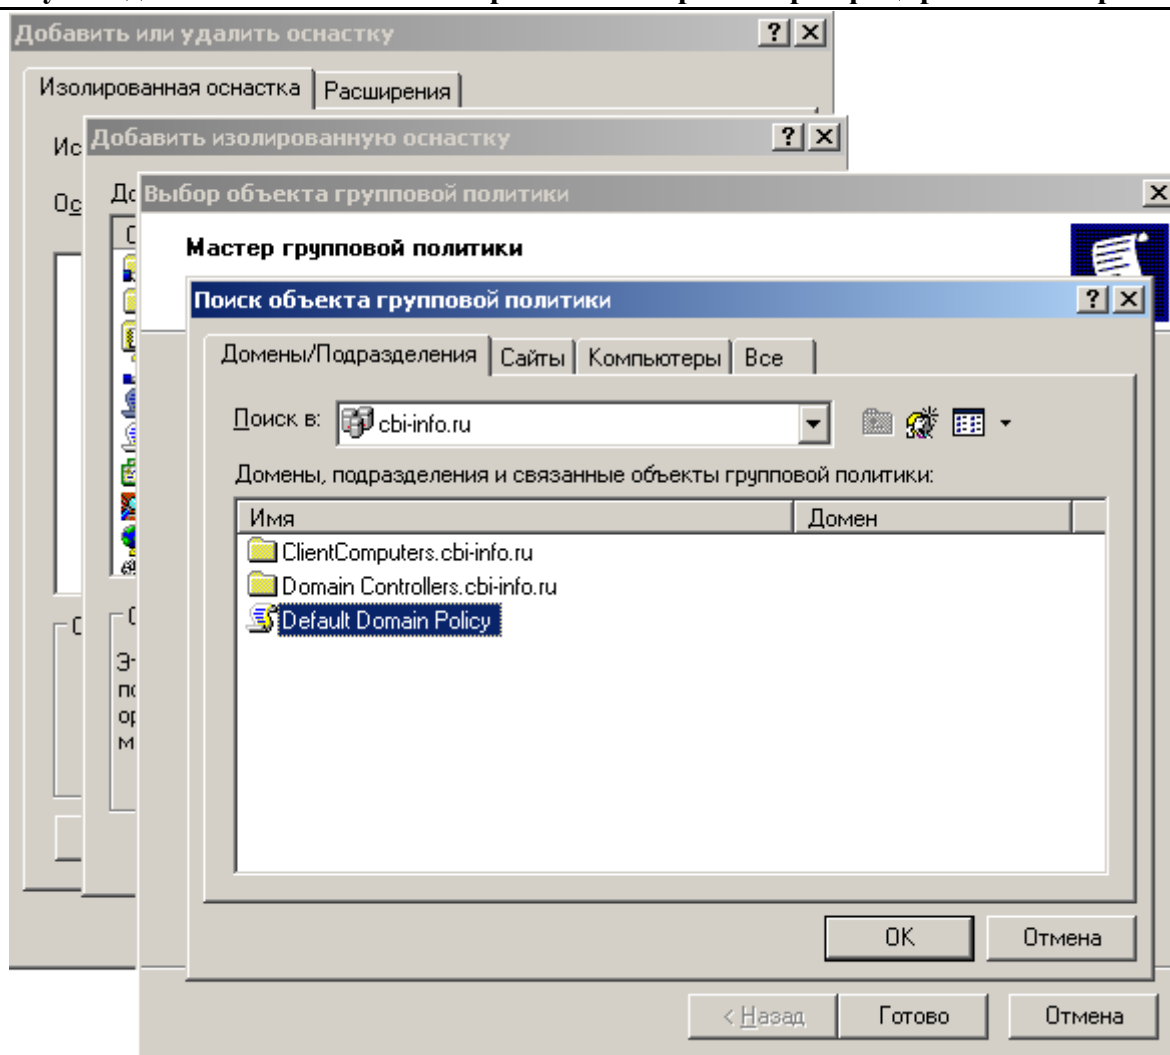 Добавить или удалить оснастку
Изолированная оснастка
Расширения
Добавить изолированную оснастку
Выбор объекта групповой политики
Мастер групповой политики
Поиск объекта групповой политики
Домены/Подразделения
Сайты
Компьютеры
Все
Поиск в:
cbi-info.ru
Домены, подразделения и связанные объекты групповой политики:
Имя
Домен
ClientComputers.cbi-info.ru
Domain Controllers.cbi-info.ru
Default Domain Policy
OK
Отмена
< Назад
Готово
Отмена